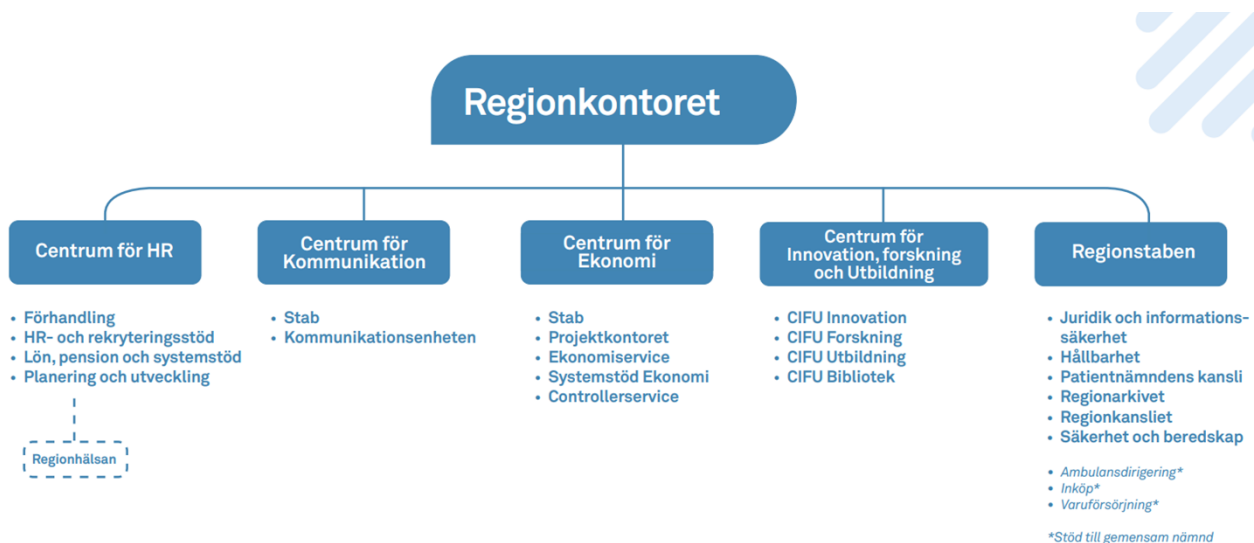 Regionkontoret
Centrum för HR
• Förhandling
• HR- och rekryteringsstöd
• Lön, pension och systemstöd
• Planering och utveckling
Regionhälsan
Centrum för
Kommunikation
• Stab
• Kommunikationsenheten
Centrum för
Ekonomi
• Stab
• Projektkontoret
• Ekonomiservice
• Systemstöd Ekonomi
• Controllerservice
Centrum för
Innovation, forskning
och Utbildning
• CIFU Innovation
• CIFU Forskning
• CIFU Utbildning
• CIFU Bibliotek
Regionstaben
• Juridik och informations-
säkerhet
• Hållbarhet
• Patientnämndens kansli
• Regionarkivet
• Regionkansliet
• Säkerhet och beredskap
• Ambulansdirigering*
• Inköp*
• Varuförsörjning*
*Stöd till gemensam nämnd